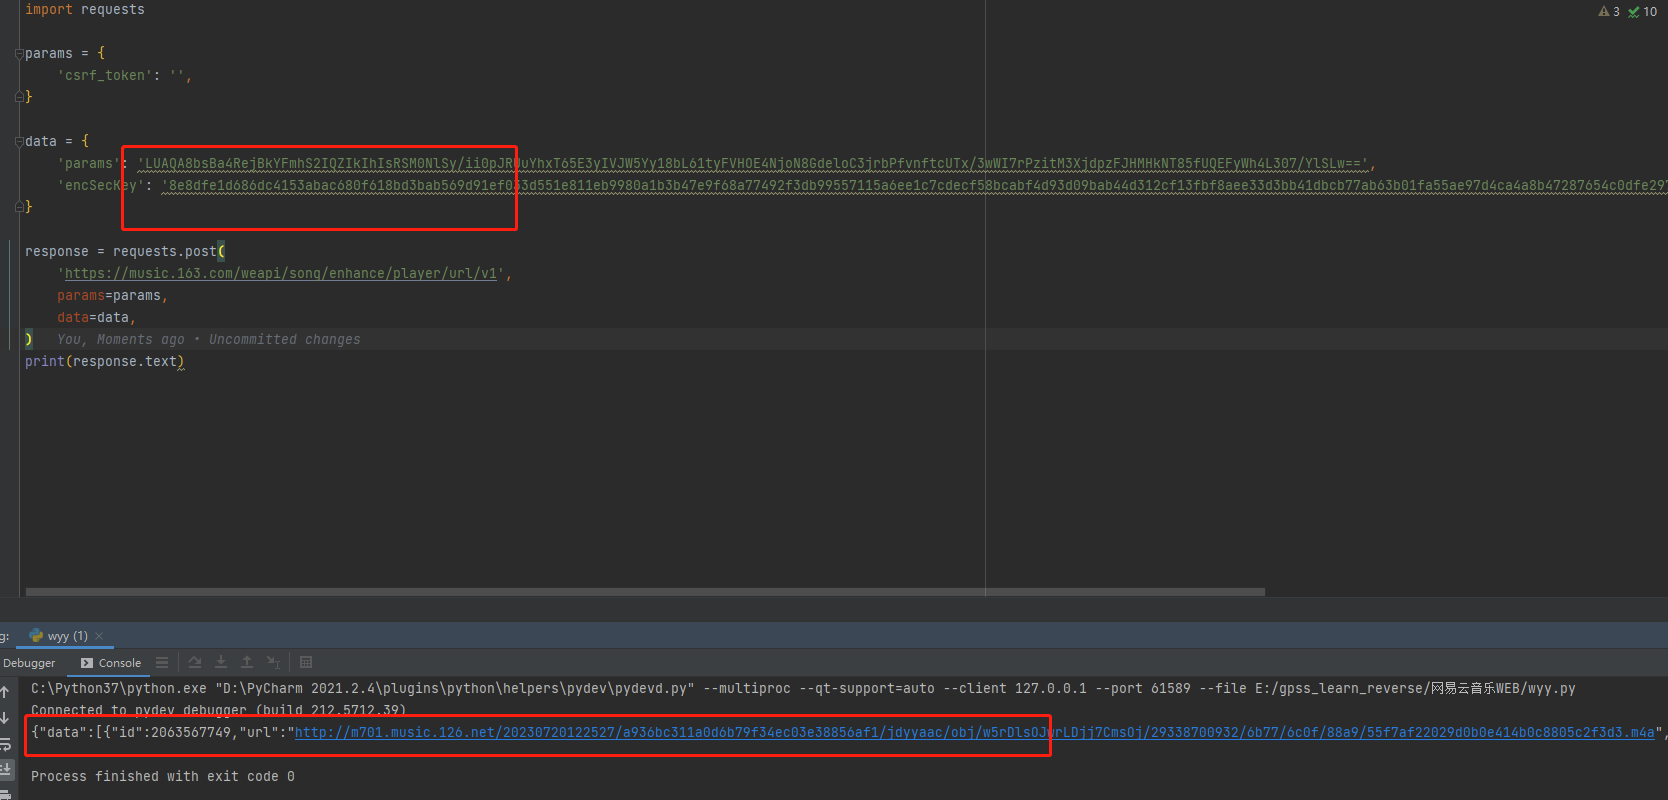 import requests
3 10
params = {
'csrf_token': '',
}
data = {
'params': 'LUAQA8bsBa4RejBkYFmhS2IQZIkIhIsRSM0NlSy/ii0pJRUuYhxT65E3yIVJW5Yy18bL61tyFVHOE4NjoN8GdeloC3jrbPfvnftcUTx/3wWI7rPzitM3XjdpzFJHMHkNT85fUQEFyWh4L307/YlSLw==',
'encSecKey': '8e8dfe1d686dc4153abac680f618bd3bab569d91ef033d551e811eb9980a1b3b47e9f68a77492f3db99557115a6ee1c7cdecf58bcabf4d93d09bab44d312cf13fbf8aee33d3bb41dbcb77ab63b01fa55ae97d4ca4a8b47287654c0dfe297
}
response = requests.post(
'https://music.163.com/weapi/song/enhance/player/url/v1',
params=params,
data=data,
) You, Moments ago • Uncommitted changes
print(response.text)
g: wyy (1)
Debugger Console
C:\Python37\python.exe "D:\PyCharm 2021.2.4\plugins\python\helpers\pydev\pydevd.py" --multiproc --qt-support=auto --client 127.0.0.1 --port 61589 --file E:/gpss_learn_reverse/网易云音乐WEB/wyy.py
Connected to pydev debugger (build 212.5712.39)
{"data":[{"id":2063567749,"url":"http://m701.music.126.net/20230720122527/a936bc311a0d6b79f34ec03e38856af1/jdyyaac/obj/w5rDlsOJwrLDjj7CmsOj/29338700932/6b77/6c0f/88a9/55f7af22029d0b0e414b0c8805c2f3d3.m4a",
Process finished with exit code 0